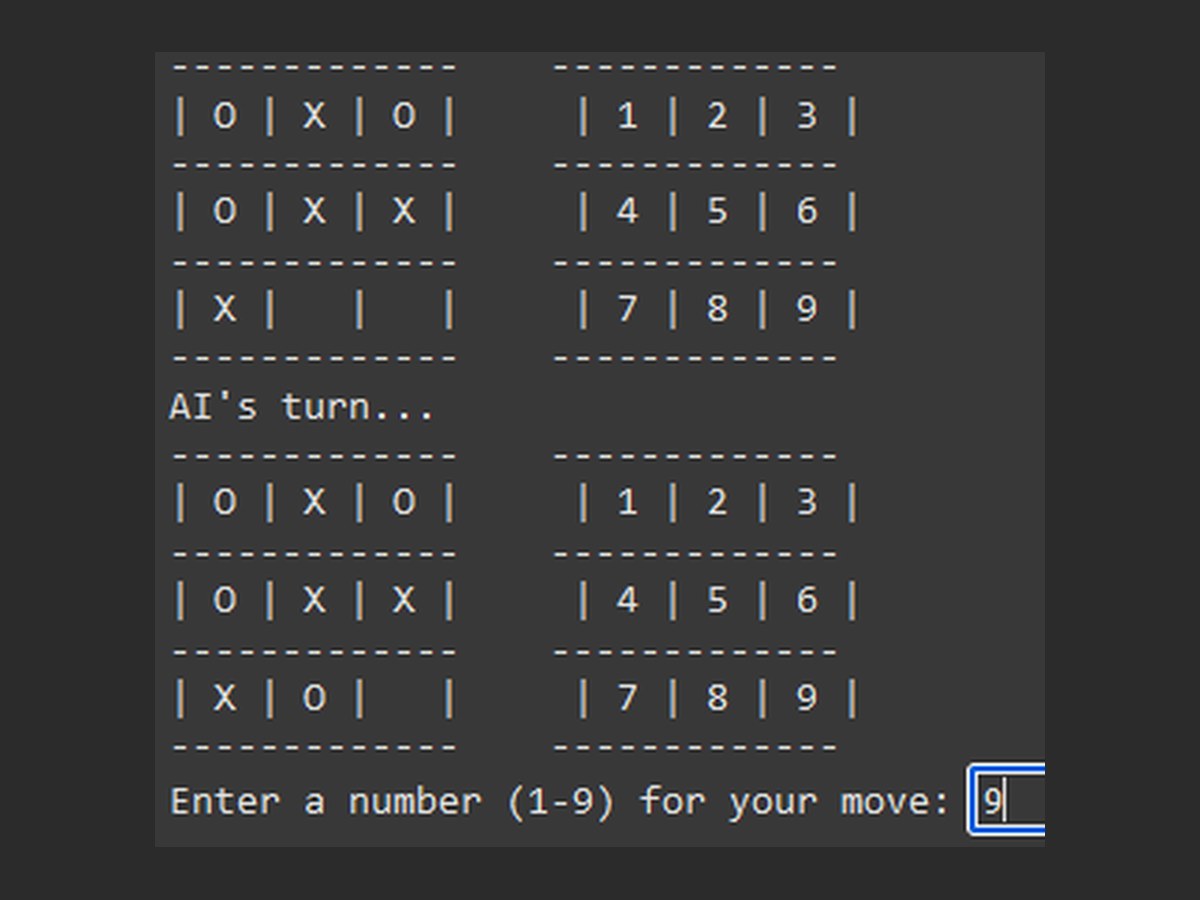 -------------    -------------
| O | X | O |     | 1 | 2 | 3 |
-------------    -------------
| O | X | X |     | 4 | 5 | 6 |
-------------    -------------
| X |   |   |     | 7 | 8 | 9 |
-------------    -------------
AI's turn...
-------------    -------------
| O | X | O |     | 1 | 2 | 3 |
-------------    -------------
| O | X | X |     | 4 | 5 | 6 |
-------------    -------------
| X | O |   |     | 7 | 8 | 9 |
-------------    -------------
Enter a number (1-9) for your move: 9